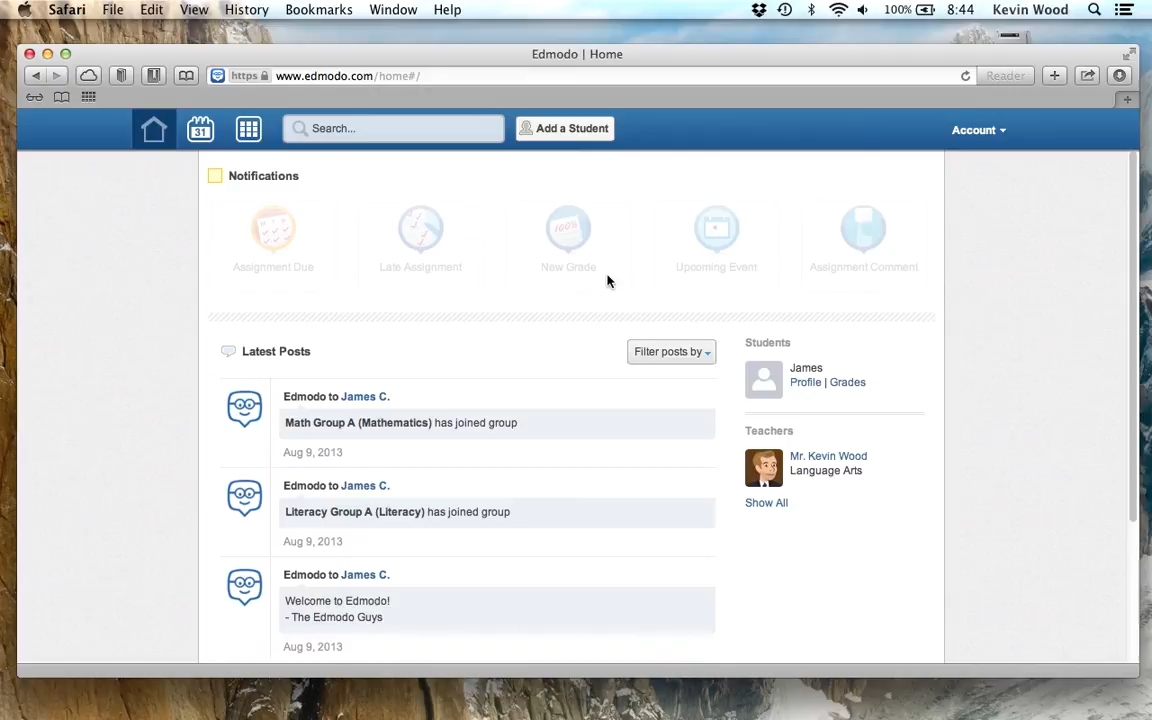 Safari File Edit View History Bookmarks Window Help 100% 8:44 Kevin Wood
Edmodo | Home
https www.edmodo.com/home#/ Reader
31 Search... Add a Student Account
Notifications
100%
Assignment Due Late Assignment New Grade Upcoming Event Assignment Comment
Latest Posts Filter posts by
Edmodo to James C.
Math Group A (Mathematics) has joined group
Aug 9, 2013
Edmodo to James C.
Literacy Group A (Literacy) has joined group
Aug 9, 2013
Edmodo to James C.
Welcome to Edmodo!
- The Edmodo Guys
Aug 9, 2013
Students
James
Profile | Grades
Teachers
Mr. Kevin Wood
Language Arts
Show All